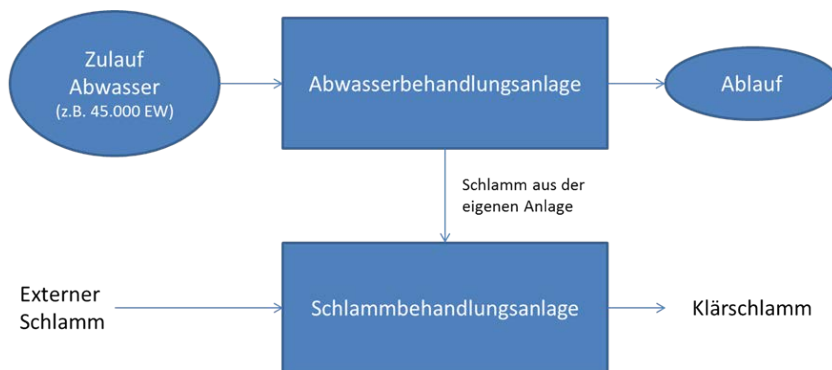 Zulauf
Abwasser
(z.B. 45.000 EW)
Abwasserbehandlungsanlage
Ablauf
Schlamm aus der
eigenen Anlage
Externer
Schlamm
Schlammbehandlungsanlage
Klärschlamm